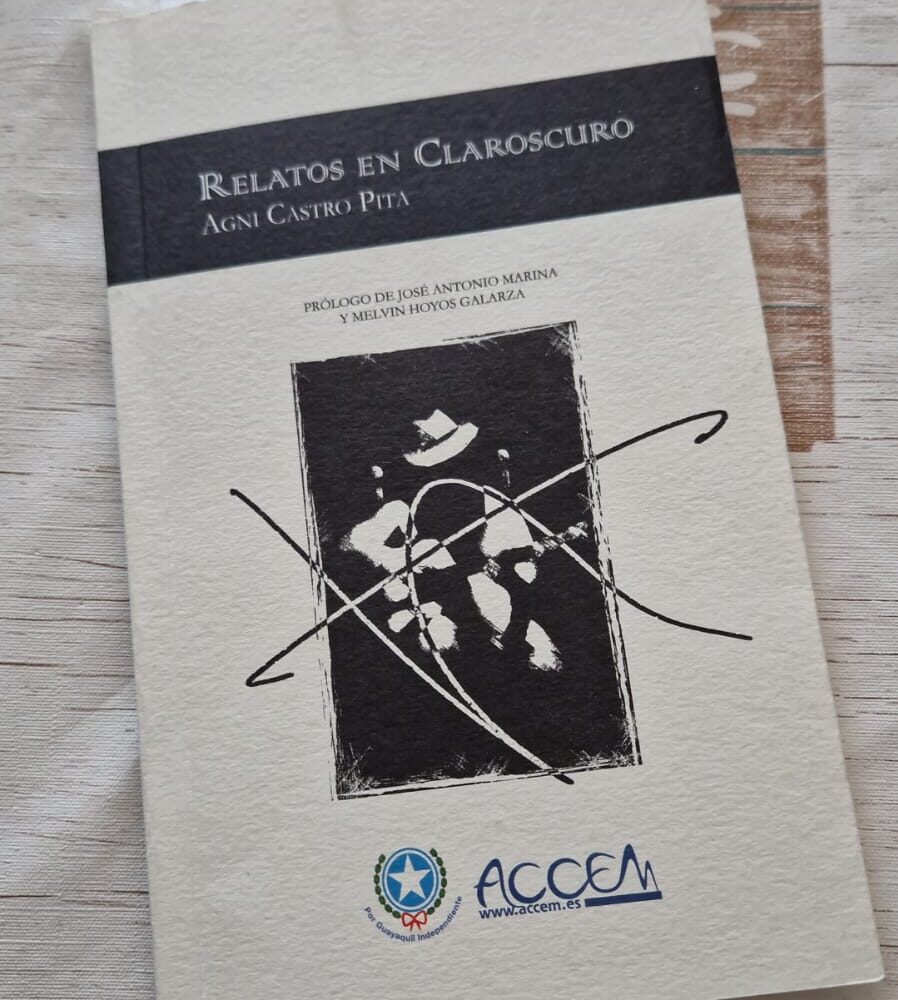 RELATOS EN CLAROSCURO
AGNI CASTRO PITA
PRÓLOGO DE JOSÉ ANTONIO MARINA
Y MELVIN HOYOS GALARZA
Por Guayaquil Independiente
ACCEM
www.accem.es